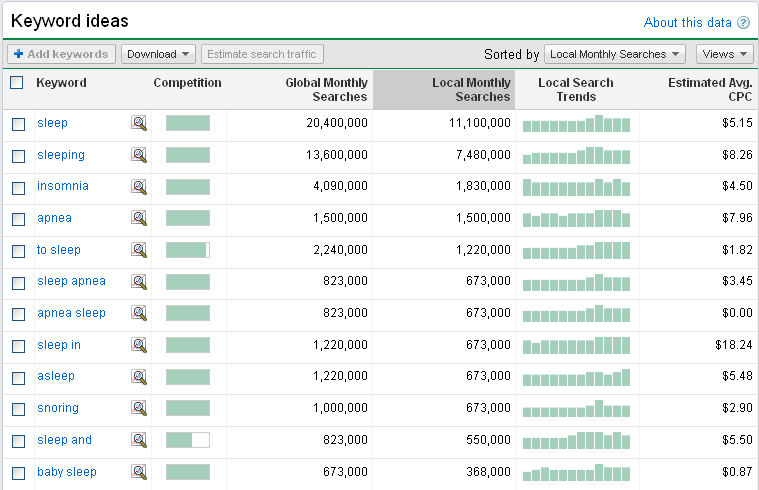 Keyword ideas About this data ?
Add keywords Download Estimate search traffic Sorted by Local Monthly Searches Views
Keyword Competition Global Monthly Searches Local Monthly Searches Local Search Trends Estimated Avg. CPC
sleep 20,400,000 11,100,000 $5.15
sleeping 13,600,000 7,480,000 $8.26
insomnia 4,090,000 1,830,000 $4.50
apnea 1,500,000 1,500,000 $7.96
to sleep 2,240,000 1,220,000 $1.82
sleep apnea 823,000 673,000 $3.45
apnea sleep 823,000 673,000 $0.00
sleep in 1,220,000 673,000 $18.24
asleep 1,220,000 673,000 $5.48
snoring 1,000,000 673,000 $2.90
sleep and 823,000 550,000 $5.50
baby sleep 673,000 368,000 $0.87